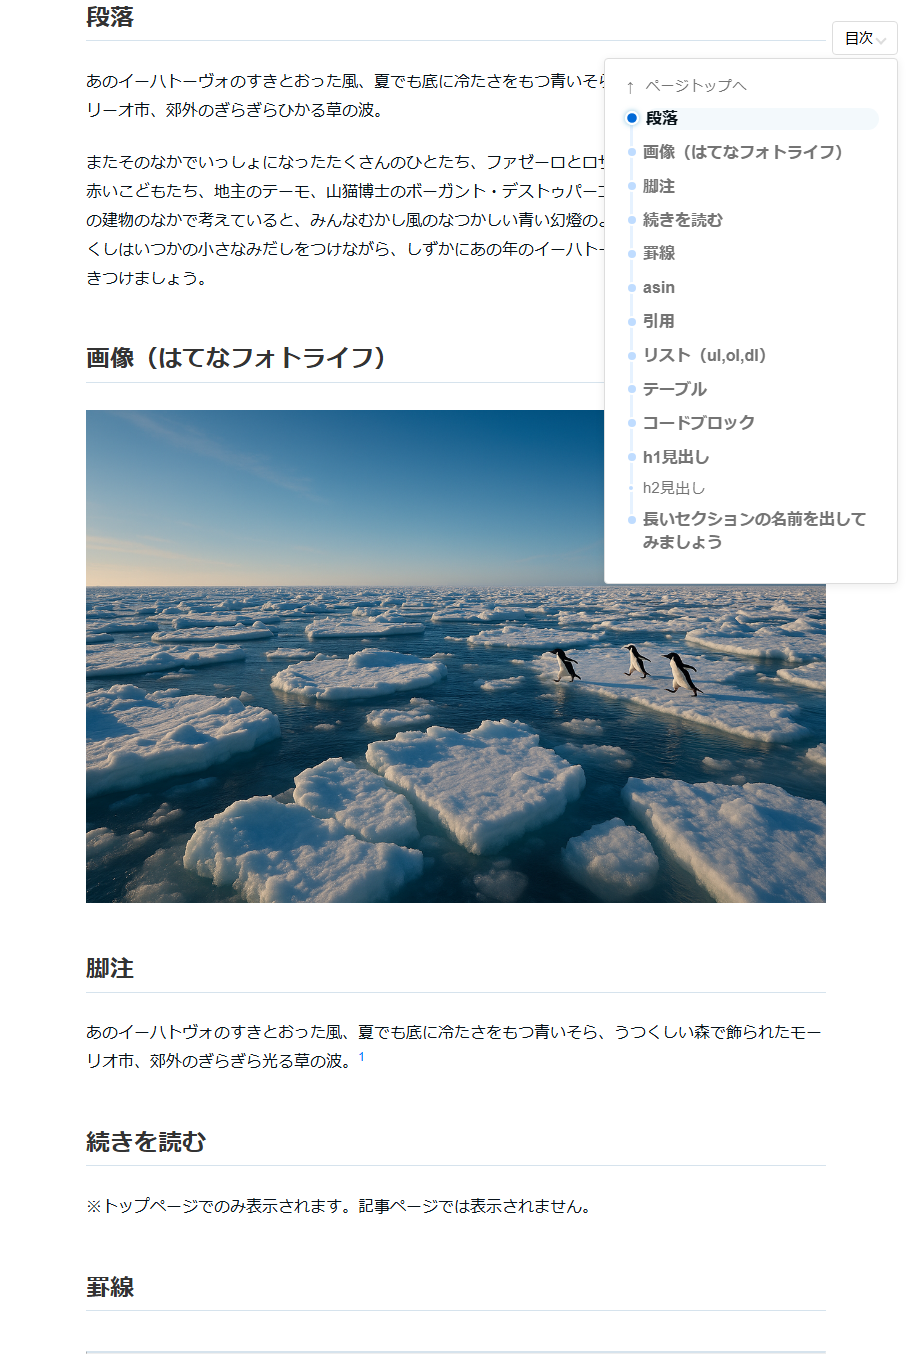 段落
目次
あのイーハトーヴォのすきとおった風、夏でも底に冷たさをもつ青いそら
リーオ市、郊外のぎらぎらひかる草の波。
またそのなかでいっしょになったたくさんのひとたち、ファゼーロとロザ
赤いこどもたち、地主のテーモ、山猫博士のボーガント・デストゥパーゴ
の建物のなかで考えていると、みんなむかし風のなつかしい青い幻燈のよ
くしはいつかの小さなみだしをつけながら、しずかにあの年のイーハトー
きつけましょう。
↑ ページトップへ
段落
画像（はてなフォトライフ）
脚注
続きを読む
罫線
asin
引用
リスト（ul,ol,dl）
テーブル
コードブロック
h1見出し
h2見出し
長いセクションの名前を出して
みましょう
画像（はてなフォトライフ）
脚注
あのイーハトヴォのすきとおった風、夏でも底に冷たさをもつ青いそら、うつくしい森で飾られたモー
リオ市、郊外のぎらぎら光る草の波。1
続きを読む
※トップページでのみ表示されます。記事ページでは表示されません。
罫線